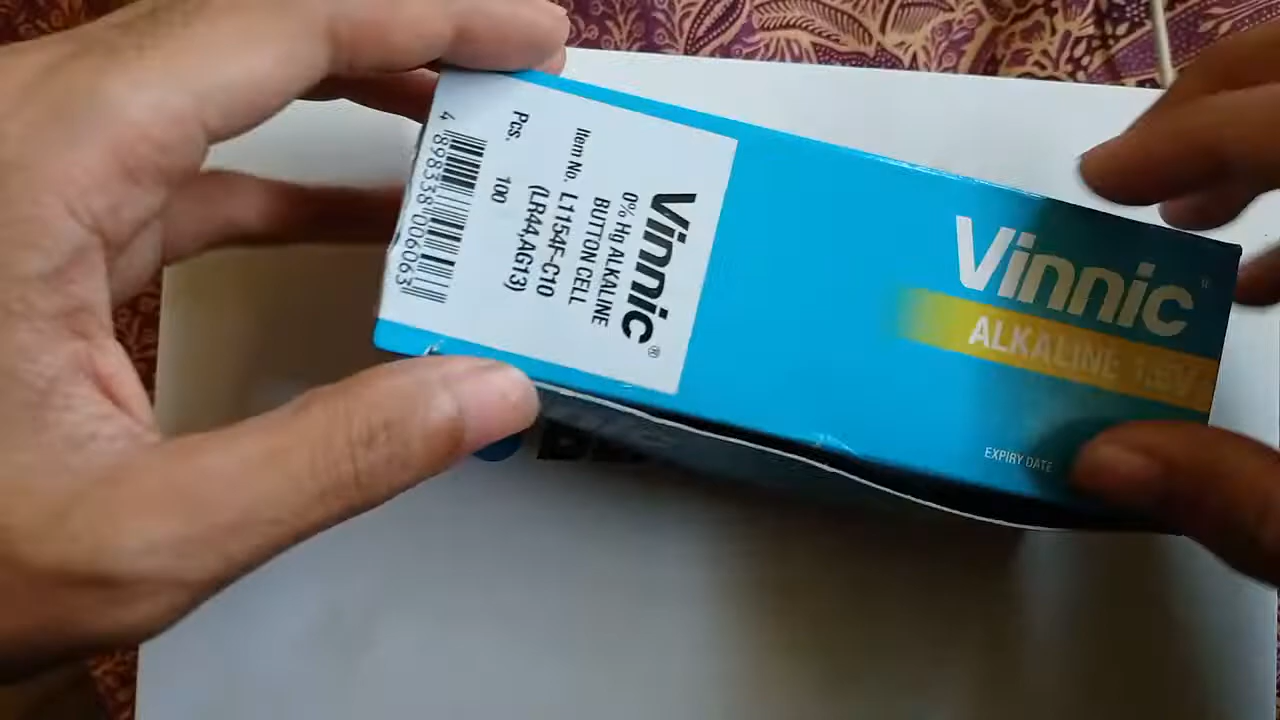 Vinnic®
0% Hg ALKALINE
BUTTON CELL
Item No. L1154F-C10
(LR44,AG13)
Pcs. 100
4 898338 006063
Vinnic®
ALKALINE 1.5V
EXPIRY DATE